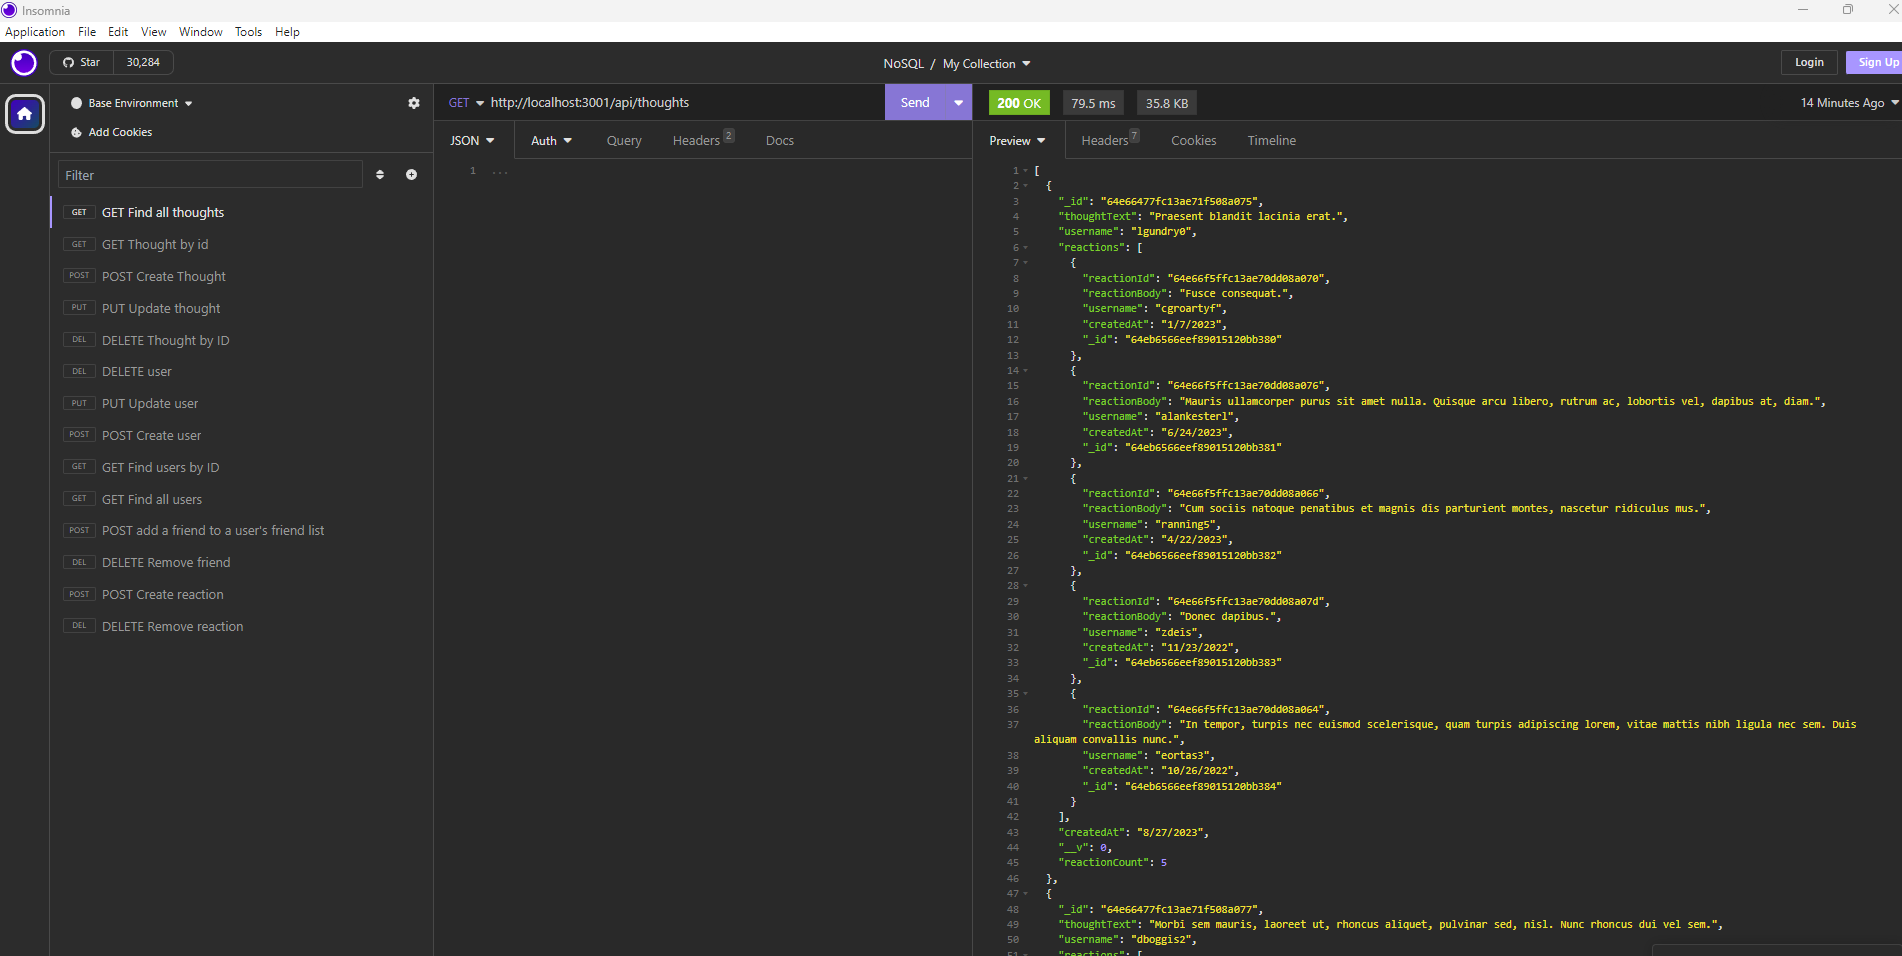 Insomnia
Application File Edit View Window Tools Help
Star 30,284
NoSQL / My Collection
Login Sign Up
Base Environment
Add Cookies
Filter
GET GET Find all thoughts
GET GET Thought by id
POST POST Create Thought
PUT PUT Update thought
DEL DELETE Thought by ID
DEL DELETE user
PUT PUT Update user
POST POST Create user
GET GET Find users by ID
GET GET Find all users
POST POST add a friend to a user's friend list
DEL DELETE Remove friend
POST POST Create reaction
DEL DELETE Remove reaction
GET http://localhost:3001/api/thoughts Send
JSON Auth Query Headers 2 Docs
1 ...
200 OK 79.5 ms 35.8 KB 14 Minutes Ago
Preview Headers 7 Cookies Timeline
1 [
2 {
3 "_id": "64e66477fc13ae71f508a075",
4 "thoughtText": "Praesent blandit lacinia erat.",
5 "username": "lgundry0",
6 "reactions": [
7 {
8 "reactionId": "64e66f5ffc13ae70dd08a070",
9 "reactionBody": "Fusce consequat.",
10 "username": "cgroartyf",
11 "createdAt": "1/7/2023",
12 "_id": "64eb6566eef89015120bb380"
13 },
14 {
15 "reactionId": "64e66f5ffc13ae70dd08a076",
16 "reactionBody": "Mauris ullamcorper purus sit amet nulla. Quisque arcu libero, rutrum ac, lobortis vel, dapibus at, diam.",
17 "username": "alankesterl",
18 "createdAt": "6/24/2023",
19 "_id": "64eb6566eef89015120bb381"
20 },
21 {
22 "reactionId": "64e66f5ffc13ae70dd08a066",
23 "reactionBody": "Cum sociis natoque penatibus et magnis dis parturient montes, nascetur ridiculus mus.",
24 "username": "ranning5",
25 "createdAt": "4/22/2023",
26 "_id": "64eb6566eef89015120bb382"
27 },
28 {
29 "reactionId": "64e66f5ffc13ae70dd08a07d",
30 "reactionBody": "Donec dapibus.",
31 "username": "zdeis",
32 "createdAt": "11/23/2022",
33 "_id": "64eb6566eef89015120bb383"
34 },
35 {
36 "reactionId": "64e66f5ffc13ae70dd08a064",
37 "reactionBody": "In tempor, turpis nec euismod scelerisque, quam turpis adipiscing lorem, vitae mattis nibh ligula nec sem. Duis
aliquam convallis nunc.",
38 "username": "eortas3",
39 "createdAt": "10/26/2022",
40 "_id": "64eb6566eef89015120bb384"
41 }
42 ],
43 "createdAt": "8/27/2023",
44 "__v": 0,
45 "reactionCount": 5
46 },
47 {
48 "_id": "64e66477fc13ae71f508a077",
49 "thoughtText": "Morbi sem mauris, laoreet ut, rhoncus aliquet, pulvinar sed, nisl. Nunc rhoncus dui vel sem.",
50 "username": "dboggis2",
51 "reactions": [